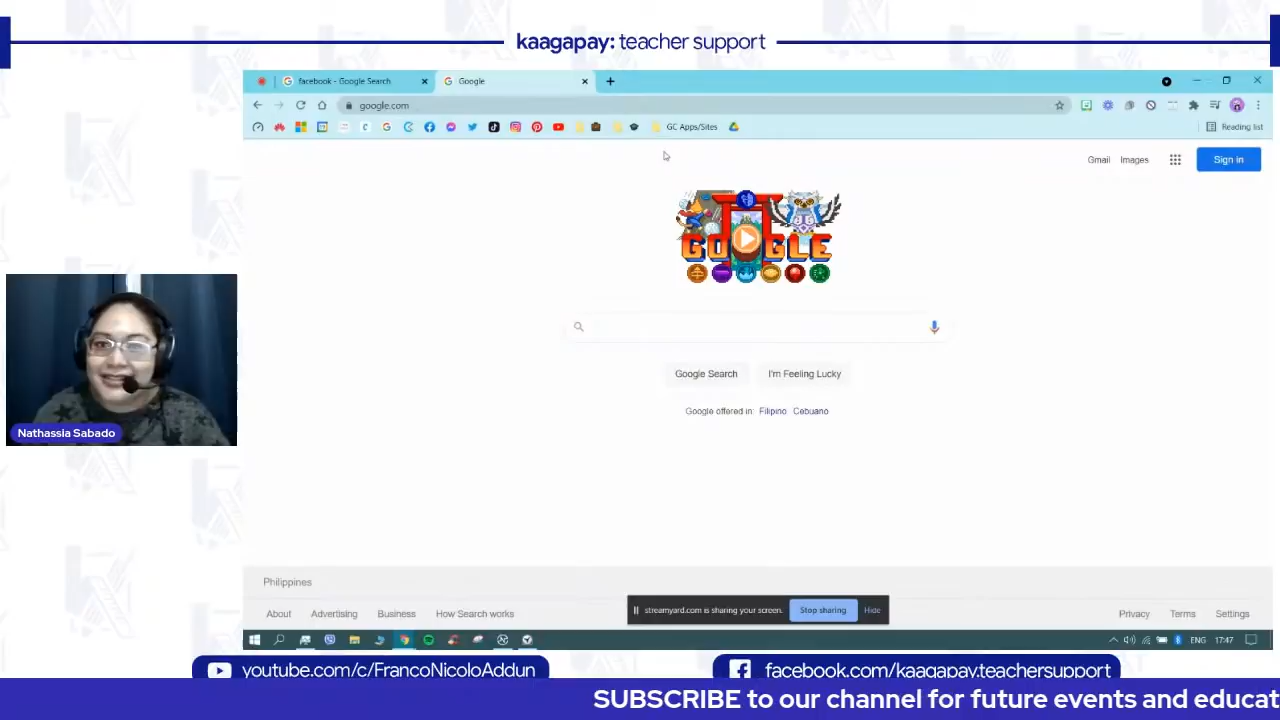 kaagapay: teacher support
facebook - Google Search
Google
google.com
GC Apps/Sites
Reading list
Gmail
Images
Sign in
GOOGLE
Google Search
I'm Feeling Lucky
Google offered in: Filipino Cebuano
Nathassia Sabado
Philippines
About
Advertising
Business
How Search works
streamyard.com is sharing your screen.
Stop sharing
Hide
Privacy
Terms
Settings
ENG
17:47
youtube.com/c/FrancoNicoloAddun
facebook.com/kaagapay.teachersupport
SUBSCRIBE to our channel for future events and educat